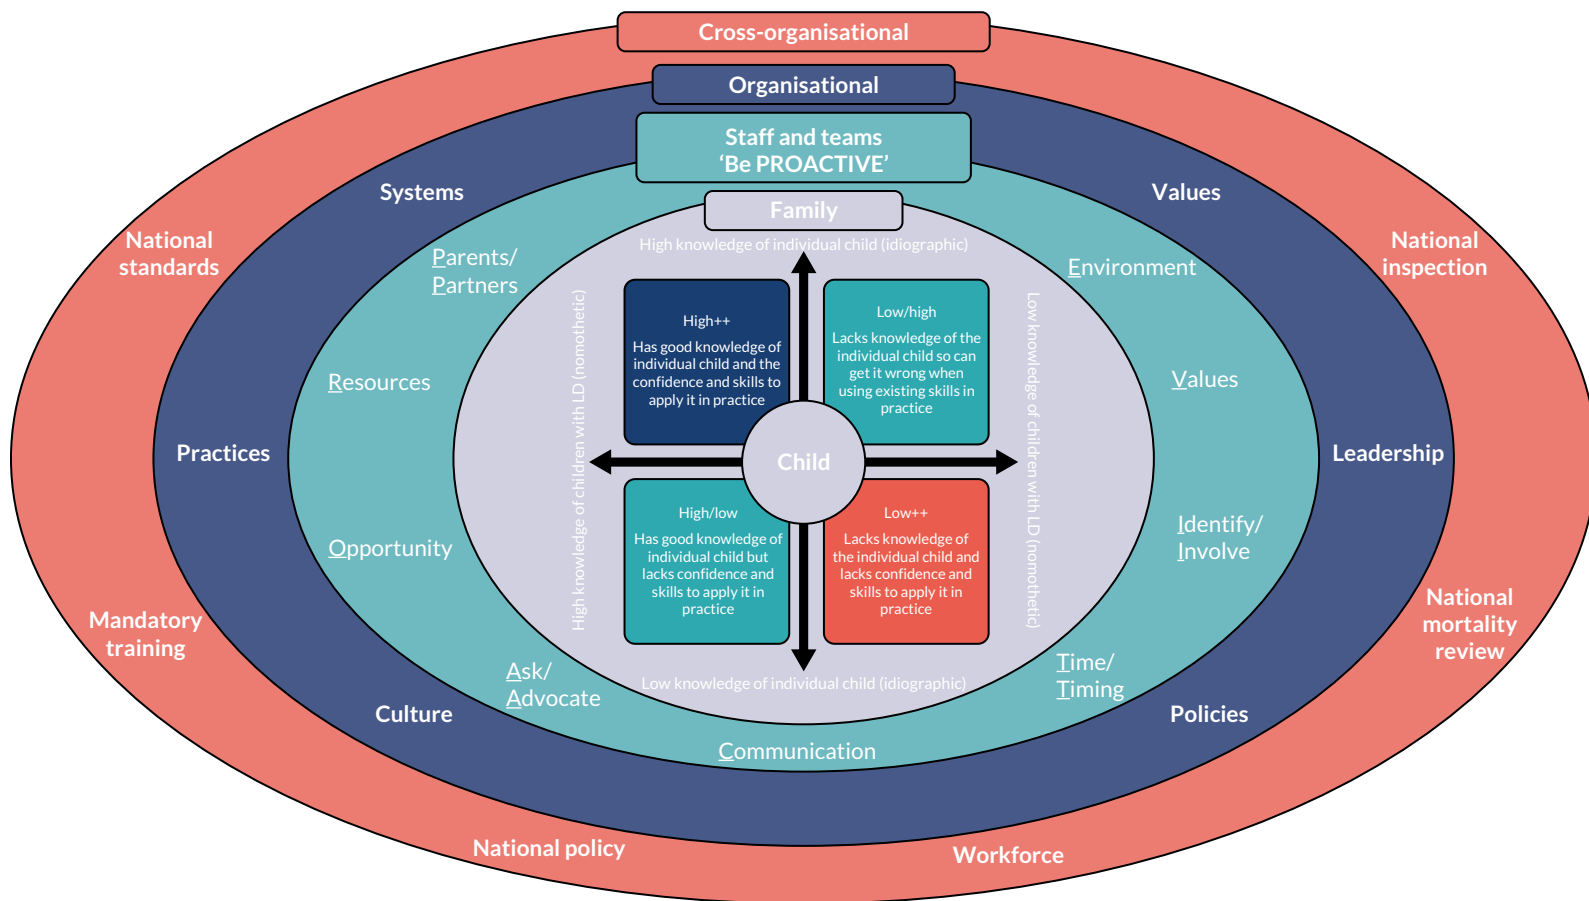 Cross-organisational
Organisational
Staff and teams
‘Be PROACTIVE’
Family
Systems
Values
National
standards
National
inspection
Parents/
Partners
Environment
High knowledge of individual child (idiographic)
High knowledge of children with LD (nomothetic)
Low knowledge of children with LD (nomothetic)
High++
Has good knowledge of
individual child and the
confidence and skills to
apply it in practice
Low/high
Lacks knowledge of the
individual child so can
get it wrong when
using existing skills in
practice
Resources
Values
Practices
Child
Leadership
High/low
Has good knowledge of
individual child but
lacks confidence and
skills to apply it in
practice
Low++
Lacks knowledge of
the individual child and
lacks confidence and
skills to apply it in
practice
Opportunity
Identify/
Involve
Mandatory
training
National
mortality
review
Low knowledge of individual child (idiographic)
Ask/
Advocate
Time/
Timing
Culture
Policies
Communication
National policy
Workforce